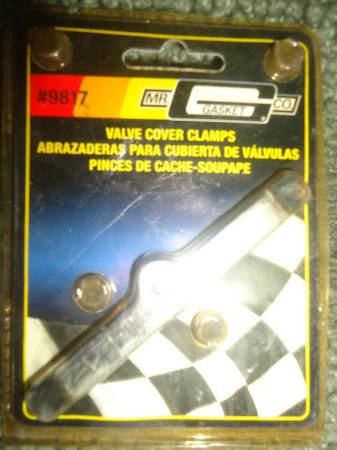 #9817
MR GASKET CO
VALVE COVER CLAMPS
ABRAZADERAS PARA CUBIERTA DE VÁLVULAS
PINCES DE CACHE-SOUPAPE